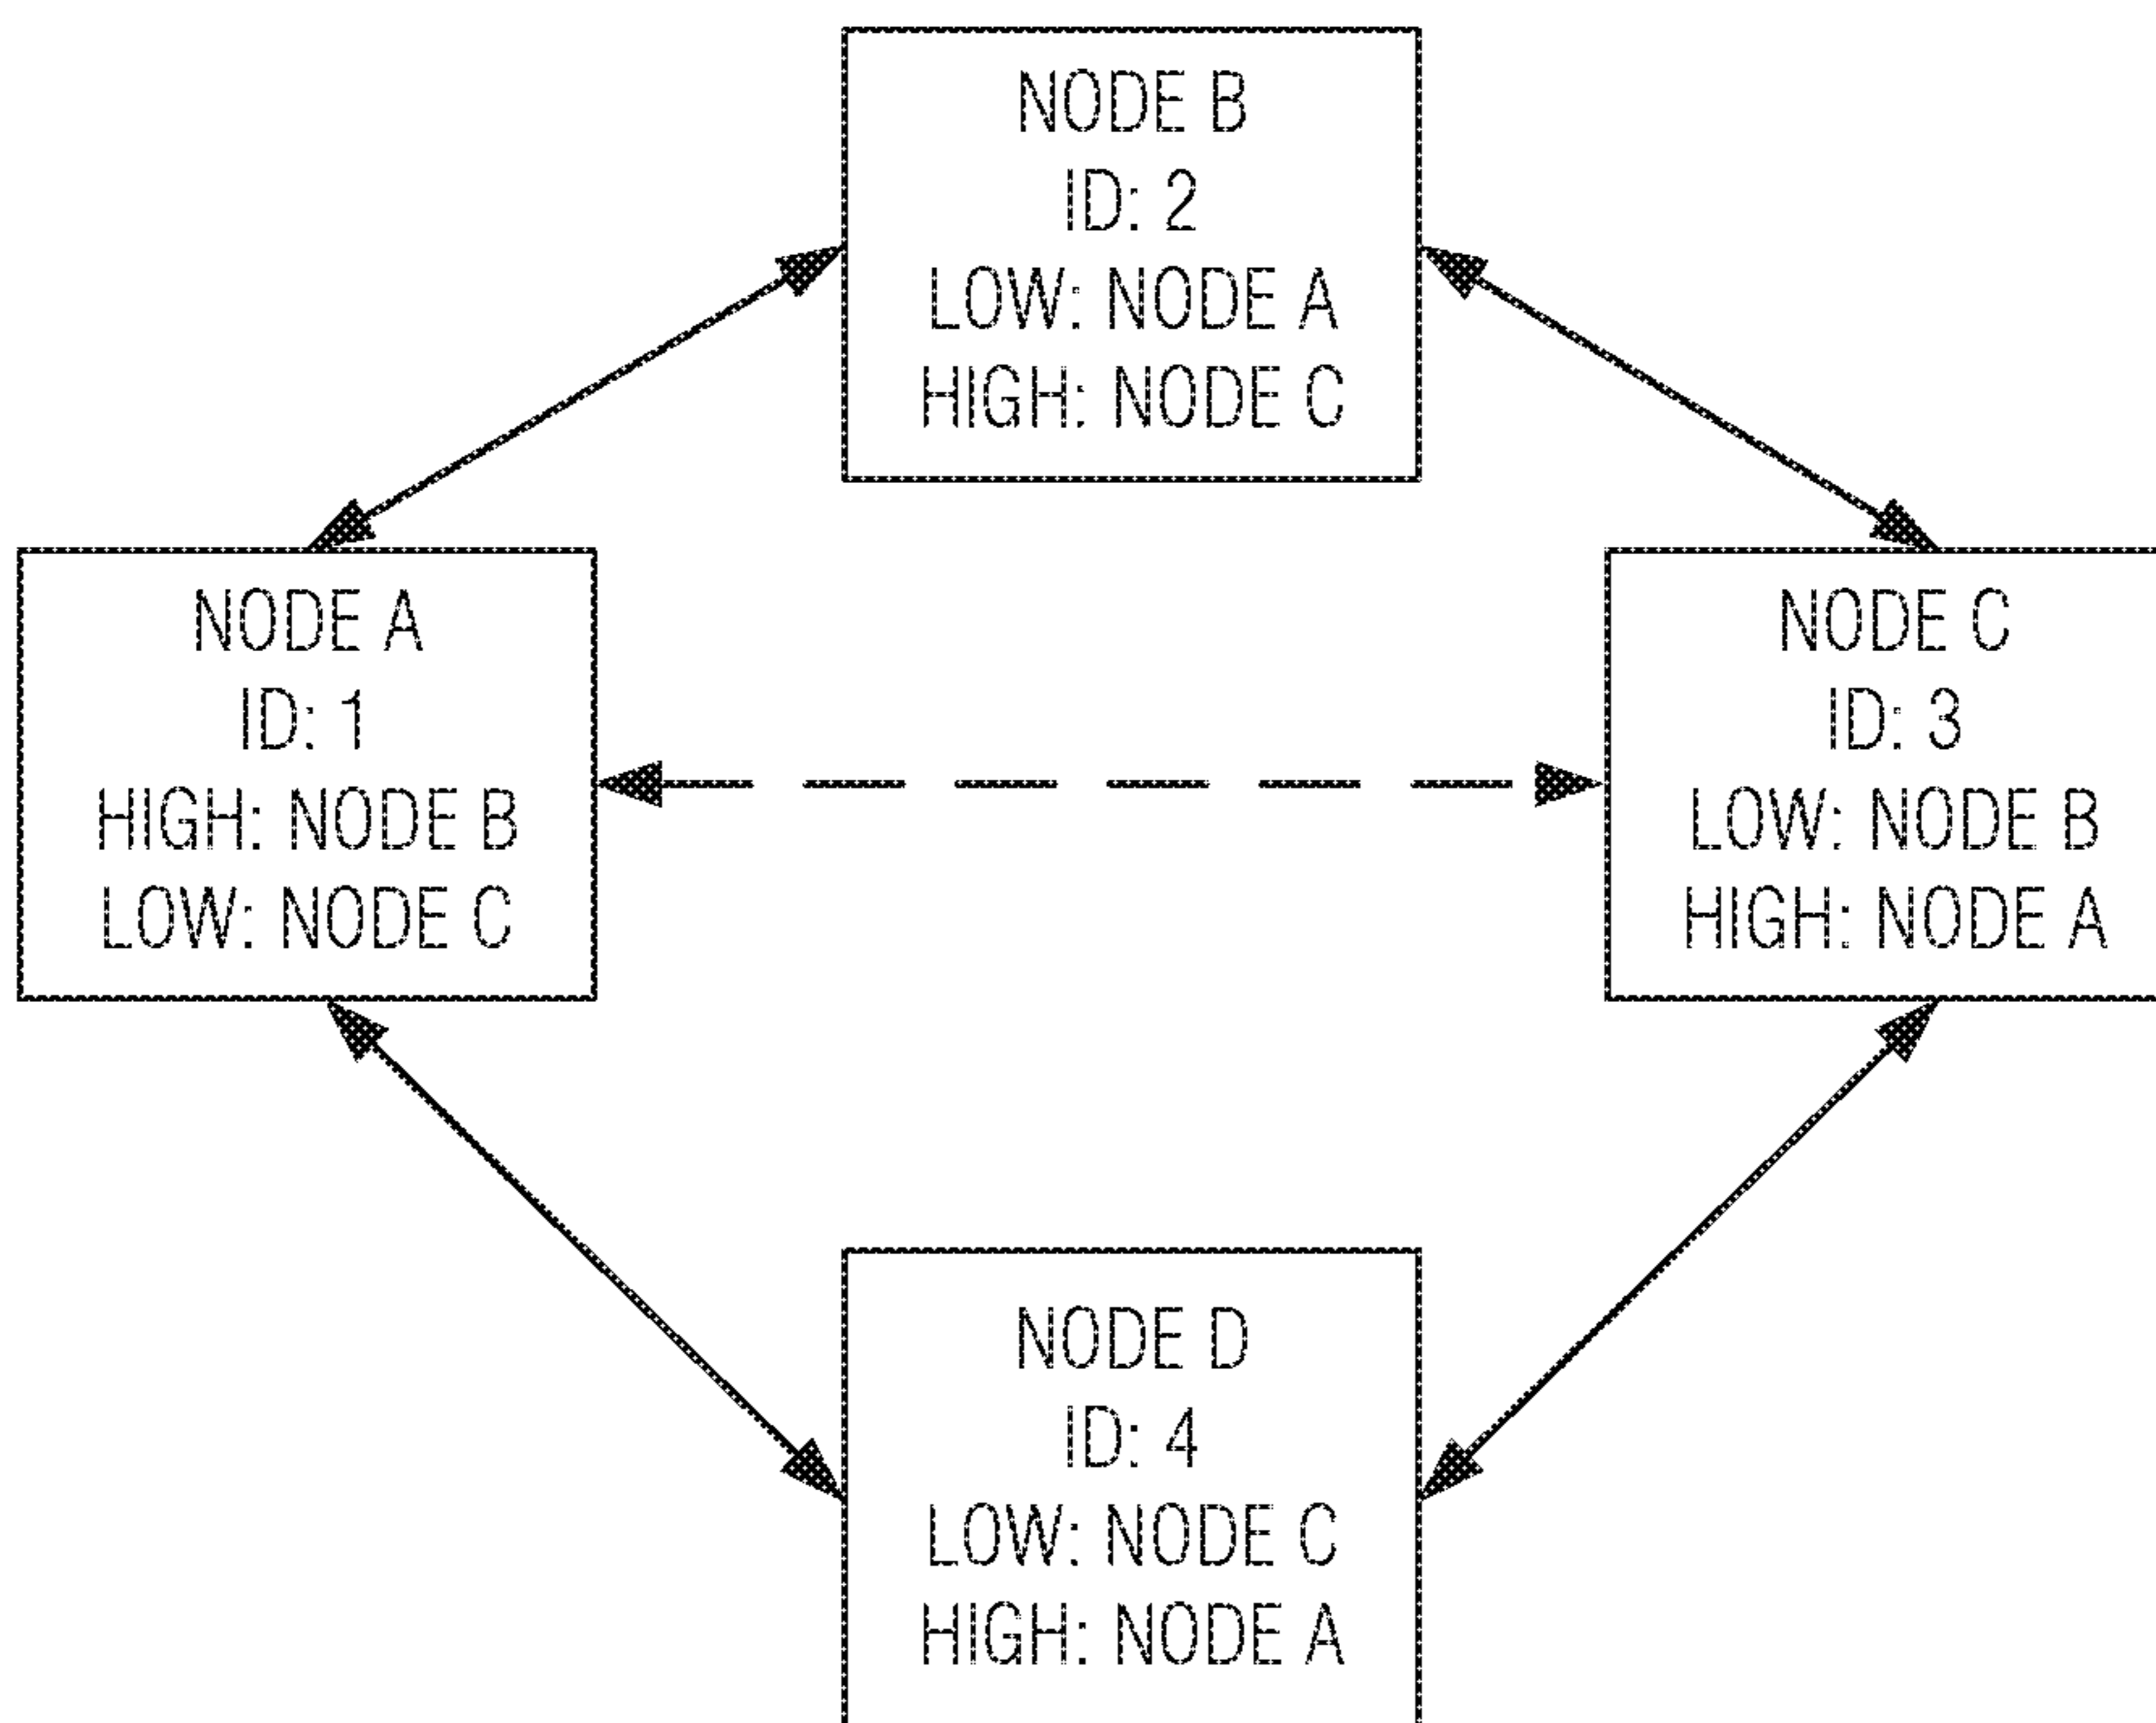 NODE B
ID: 2
LOW: NODE A
HIGH: NODE C
NODE A
ID: 1
HIGH: NODE B
LOW: NODE C
NODE C
ID: 3
LOW: NODE B
HIGH: NODE A
NODE D
ID: 4
LOW: NODE C
HIGH: NODE A